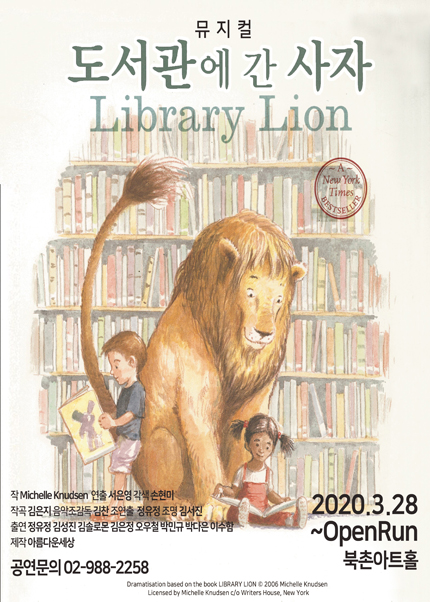 뮤지컬
도서관에 간 사자
Library Lion
A
New York
Times
BESTSELLER
작 Michelle Knudsen 연출 서은영 각색 손현미
작곡 김은지 음악조감독 김찬 조연출 정유정 조명 김서진
출연 정유정 김성진 김솔로몬 김은정 오우철 박민규 박다은 이수함
제작 아름다운세상
공연문의 02-988-2258
2020.3.28
~OpenRun
북촌아트홀
Dramatisation based on the book LIBRARY LION © 2006 Michelle Knudsen
Licensed by Michelle Knudsen c/o Writers House, New York